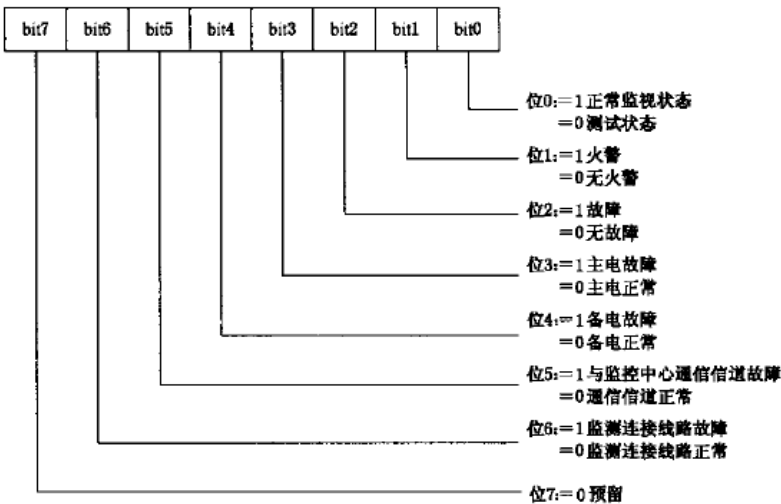 bit7 bit6 bit5 bit4 bit3 bit2 bit1 bit0
位0:=1正常监视状态
=0测试状态
位1:=1火警
=0无火警
位2:=1故障
=0无故障
位3:=1主电故障
=0主电正常
位4:=1备电故障
=0备电正常
位5:=1与监控中心通信信道故障
=0通信信道正常
位6:=1监测连接线路故障
=0监测连接线路正常
位7:=0预留